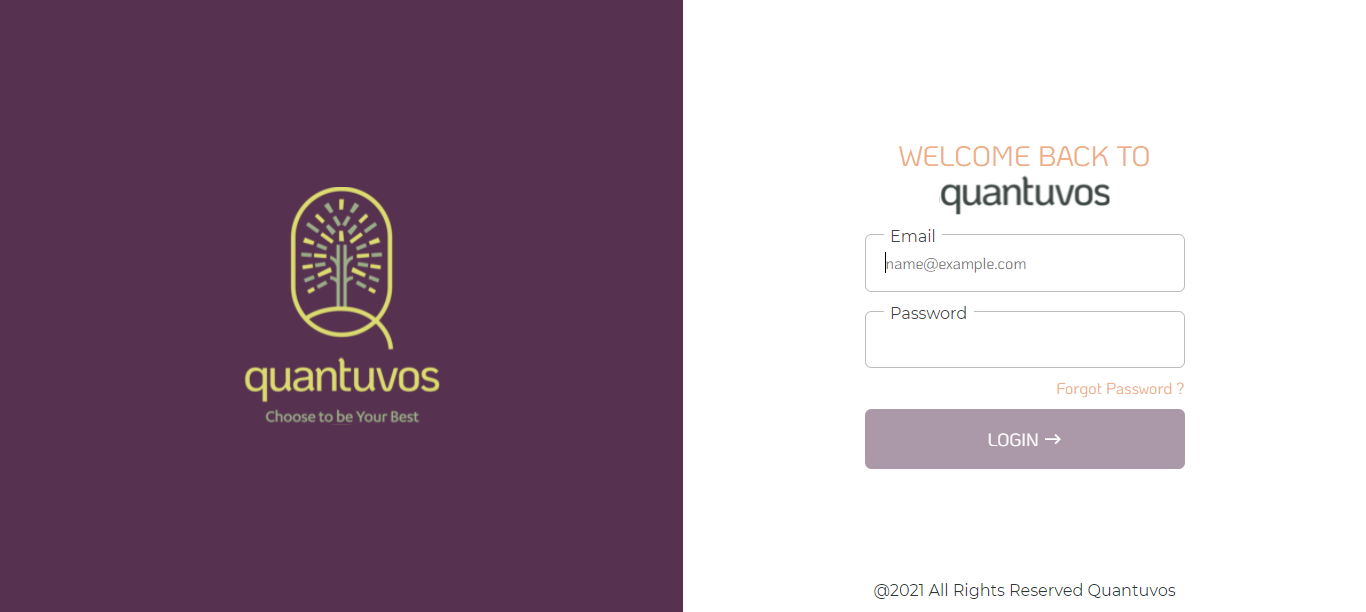 quantuvos
Choose to be Your Best
WELCOME BACK TO
quantuvos
Email
name@example.com
Password
Forgot Password ?
LOGIN →
@2021 All Rights Reserved Quantuvos